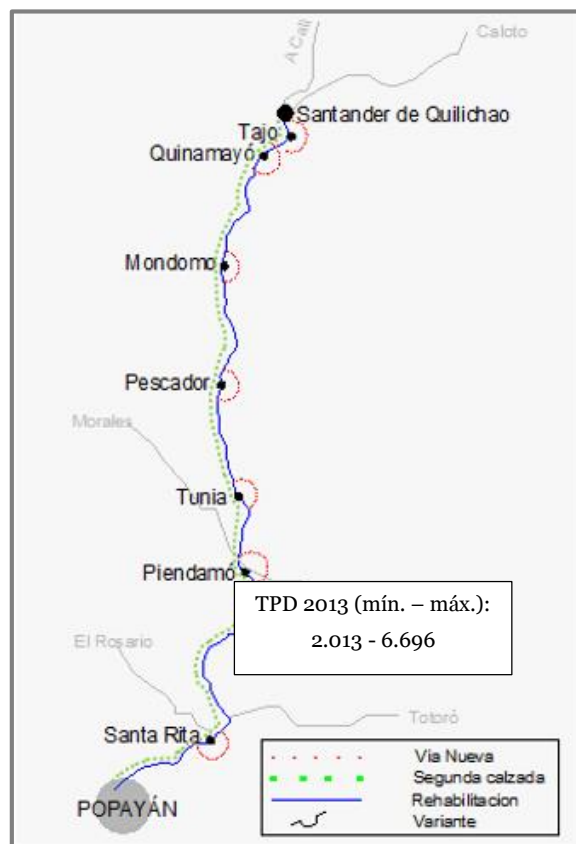 A Cali
Caloto
Santander de Quilichao
Tajo
Quinamayó
Mondomo
Pescador
Morales
Tunia
Piendamó
TPD 2013 (mín. – máx.):
2.013 - 6.696
El Rosario
Totoró
Santa Rita
POPAYÁN
Via Nueva
Segunda calzada
Rehabilitacion
Variante